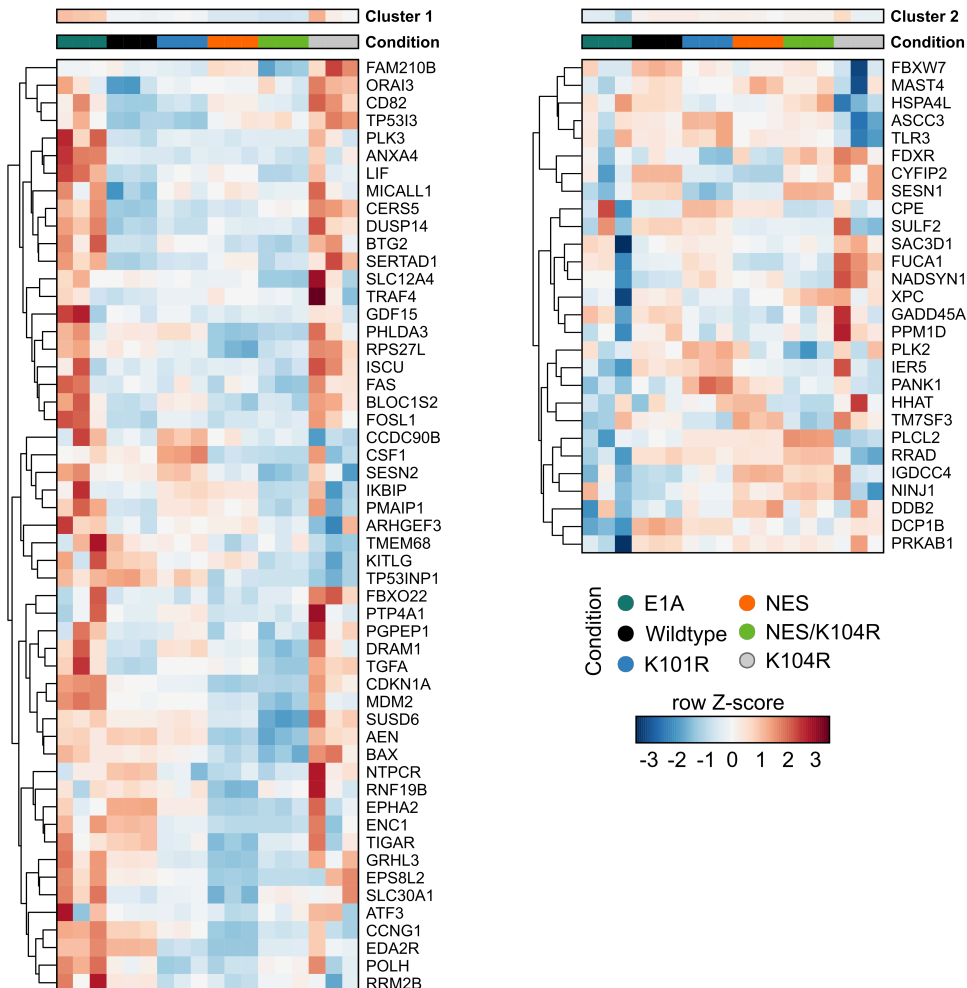 Cluster 1
Condition
FAM210B
ORAI3
CD82
TP53I3
PLK3
ANXA4
LIF
MICALL1
CERS5
DUSP14
BTG2
SERTAD1
SLC12A4
TRAF4
GDF15
PHLDA3
RPS27L
ISCU
FAS
BLOC1S2
FOSL1
CCDC90B
CSF1
SESN2
IKBIP
PMAIP1
ARHGEF3
TMEM68
KITLG
TP53INP1
FBXO22
PTP4A1
PGPEP1
DRAM1
TGFA
CDKN1A
MDM2
SUSD6
AEN
BAX
NTPCR
RNF19B
EPHA2
ENC1
TIGAR
GRHL3
EPS8L2
SLC30A1
ATF3
CCNG1
EDA2R
POLH
RRM2B
Cluster 2
Condition
FBXW7
MAST4
HSPA4L
ASCC3
TLR3
FDXR
CYFIP2
SESN1
CPE
SULF2
SAC3D1
FUCA1
NADSYN1
XPC
GADD45A
PPM1D
PLK2
IER5
PANK1
HHAT
TM7SF3
PLCL2
RRAD
IGDCC4
NINJ1
DDB2
DCP1B
PRKAB1
Condition
E1A
Wildtype
K101R
NES
NES/K104R
K104R
row Z-score
-3 -2 -1 0 1 2 3